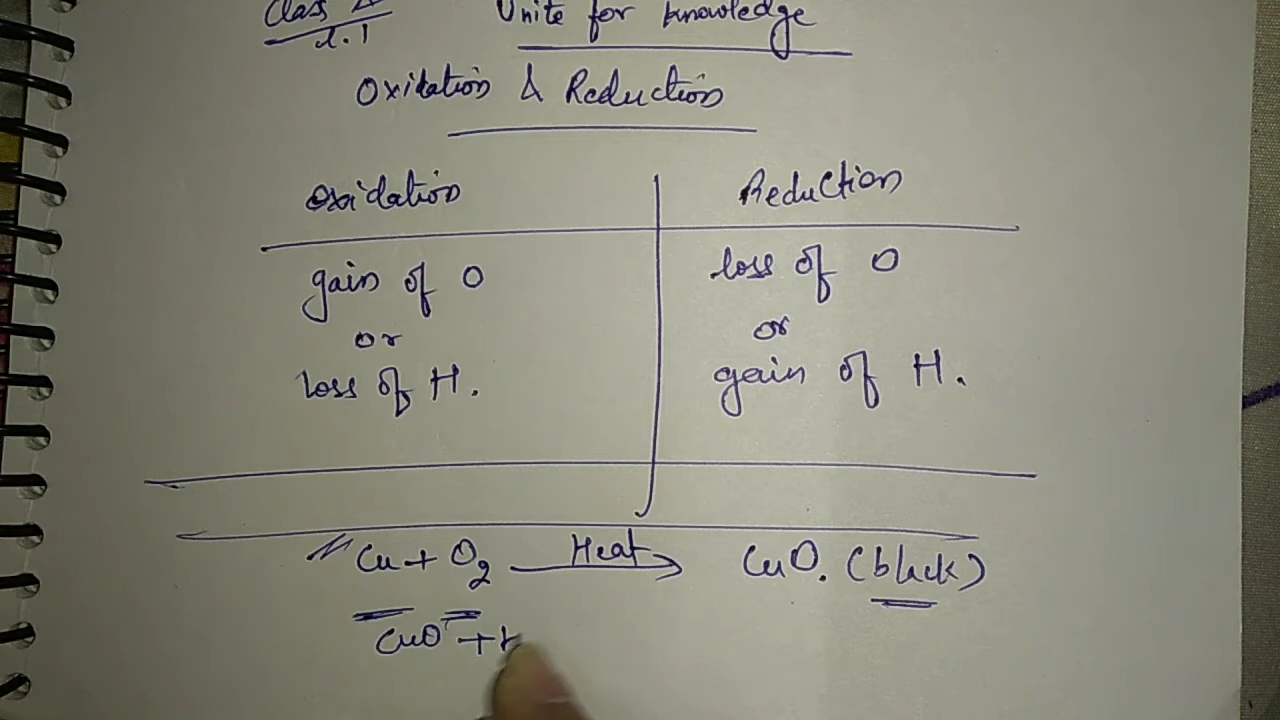 Class
Unite for knowledge
Oxidation & Reduction
Oxidation
Reduction
gain of O
or
loss of H.
loss of O
or
gain of H.
Cu + O2 Heat CuO. (black)
CuO +